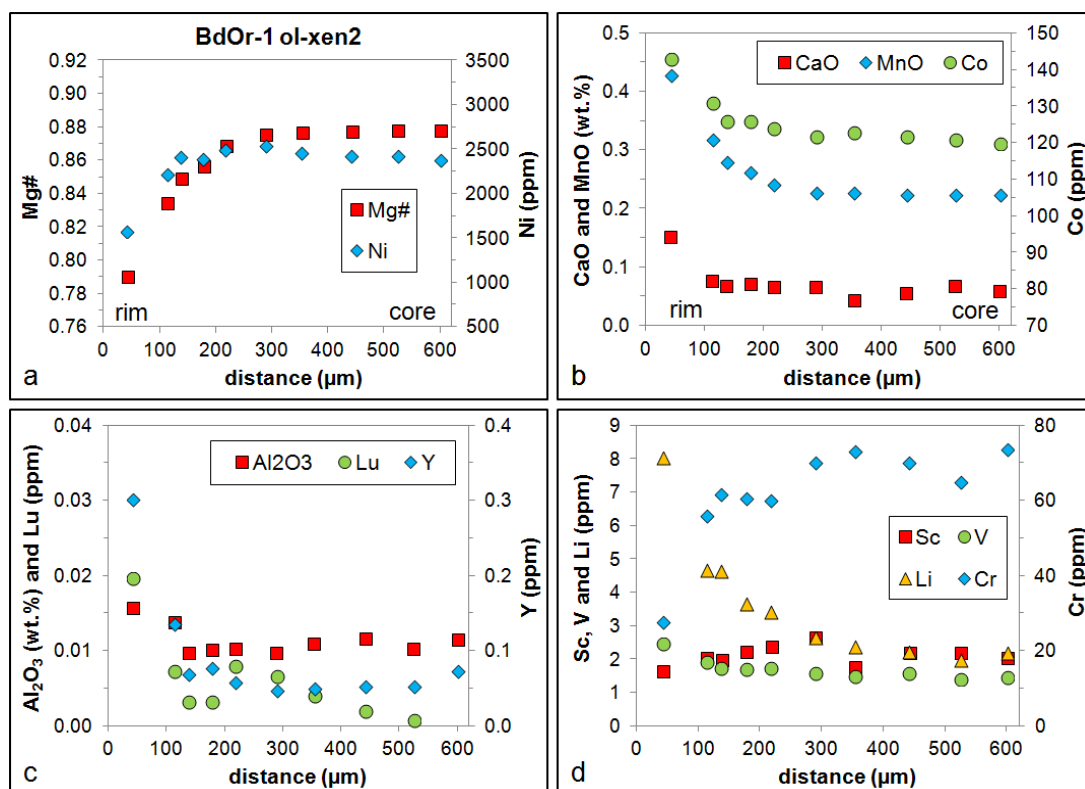 BdOr-1 ol-xen2
0.92
0.90
0.88
0.86
0.84
0.82
0.80
0.78
0.76
Mg#
3500
3000
2500
2000
1500
1000
500
Ni (ppm)
Mg#
Ni
rim
core
0 100 200 300 400 500 600
distance (µm)
a
0.5
0.4
0.3
0.2
0.1
0.0
CaO and MnO (wt.%)
150
140
130
120
110
100
90
80
70
Co (ppm)
CaO MnO Co
rim
core
0 100 200 300 400 500 600
distance (µm)
b
0.04
0.03
0.02
0.01
0.00
Al₂O₃ (wt.%) and Lu (ppm)
0.4
0.3
0.2
0.1
0.0
Y (ppm)
Al2O3 Lu Y
0 100 200 300 400 500 600
distance (µm)
c
9
8
7
6
5
4
3
2
1
0
Sc, V and Li (ppm)
80
60
40
20
0
Cr (ppm)
Sc V
Li Cr
0 100 200 300 400 500 600
distance (µm)
d